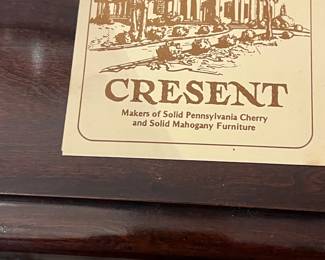 CRESENT
Makers of Solid Pennsylvania Cherry
and Solid Mahogany Furniture